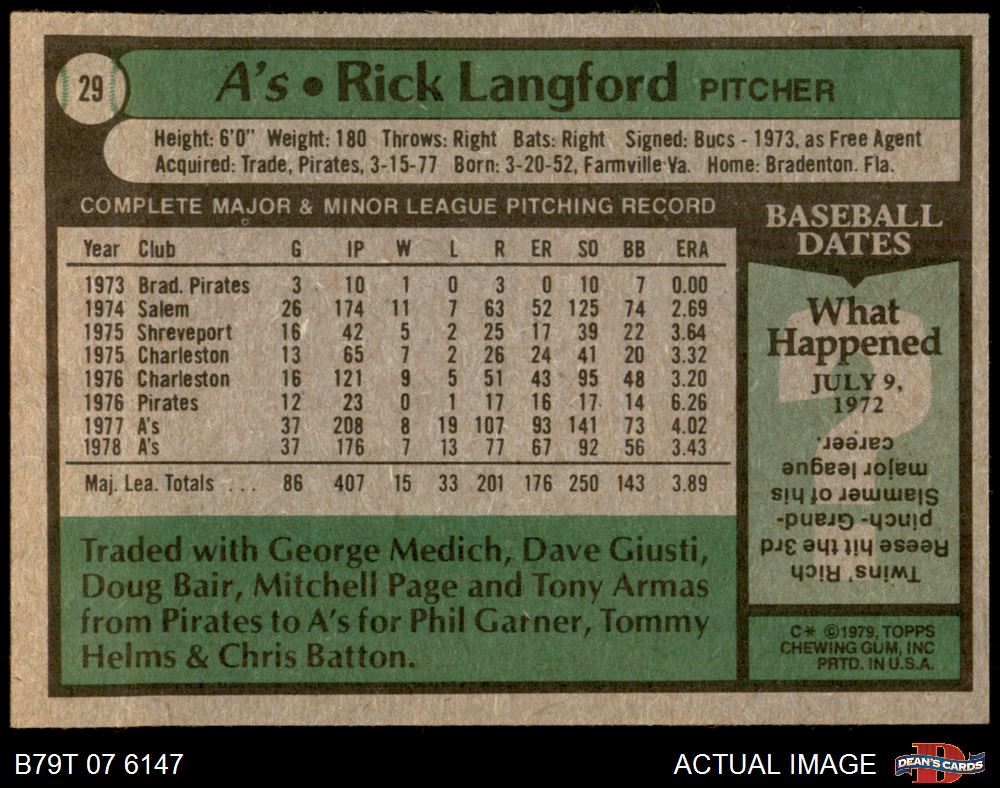 29
A's • Rick Langford PITCHER
Height: 6'0" Weight: 180 Throws: Right Bats: Right Signed: Bucs - 1973, as Free Agent
Acquired: Trade, Pirates, 3-15-77 Born: 3-20-52, Farmville Va. Home: Bradenton. Fla.
COMPLETE MAJOR & MINOR LEAGUE PITCHING RECORD
Year Club G IP W L R ER SO BB ERA
1973 Brad. Pirates 3 10 1 0 3 0 10 7 0.00
1974 Salem 26 174 11 7 63 52 125 74 2.69
1975 Shreveport 16 42 5 2 25 17 39 22 3.64
1975 Charleston 13 65 7 2 26 24 41 20 3.32
1976 Charleston 16 121 9 5 51 43 95 48 3.20
1976 Pirates 12 23 0 1 17 16 17 14 6.26
1977 A's 37 208 8 19 107 93 141 73 4.02
1978 A's 37 176 7 13 77 67 92 56 3.43
Maj. Lea. Totals ... 86 407 15 33 201 176 250 143 3.89
Traded with George Medich, Dave Giusti,
Doug Bair, Mitchell Page and Tony Armas
from Pirates to A's for Phil Garner, Tommy
Helms & Chris Batton.
BASEBALL
DATES
What
Happened
JULY 9,
1972
?
Twins' Rich
Reese hit the 3rd
pinch-Grand-
Slammer of his
major league
career.
C* ©1979, TOPPS
CHEWING GUM, INC
PRTD. IN U.S.A.
B79T 07 6147
ACTUAL IMAGE
D
DEAN'S CARDS